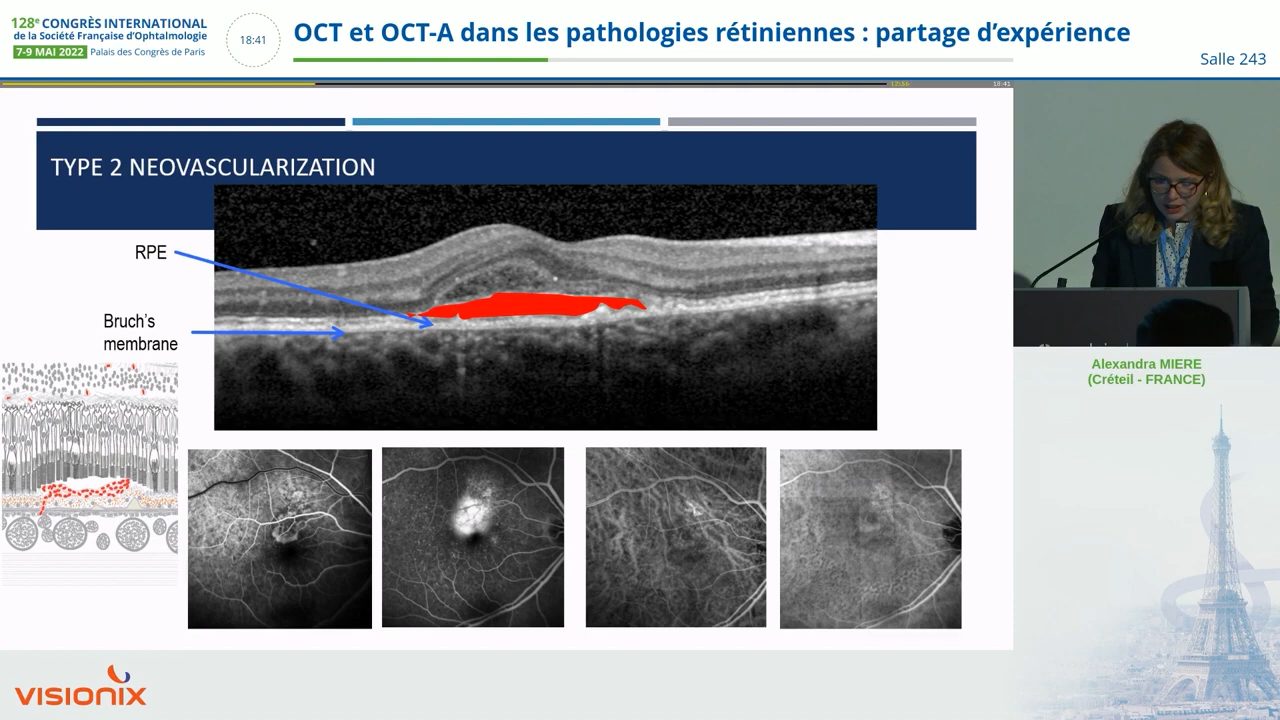 128e CONGRÈS INTERNATIONAL
de la Société Française d'Ophtalmologie
7-9 MAI 2022 Palais des Congrès de Paris
18:41
OCT et OCT-A dans les pathologies rétiniennes : partage d'expérience
Salle 243
18:41
TYPE 2 NEOVASCULARIZATION
RPE
Bruch's
membrane
Alexandra MIERE
(Créteil - FRANCE)
VISIONIX